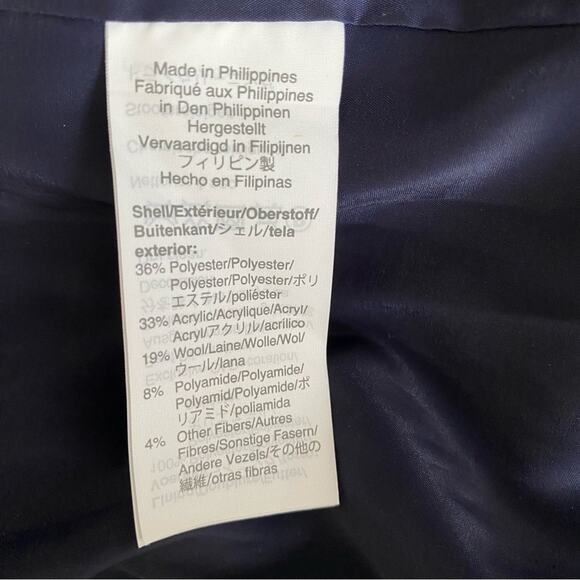 Made in Philippines
Fabriqué aux Philippines
in Den Philippinen
Hergestellt
Vervaardigd in Filipijnen
フィリピン製
Hecho en Filipinas
Shell/Extérieur/Oberstoff/
Buitenkant/シェル/tela
exterior:
36% Polyester/Polyester/
Polyester/Polyester/ポリ
エステル/poliéster
33% Acrylic/Acrylique/Acryl/
Acryl/アクリル/acrílico
19% Wool/Laine/Wolle/Wol/
ウール/lana
8% Polyamide/Polyamide/
Polyamid/Polyamide/ポ
リアミド/poliamida
4% Other Fibers/Autres
Fibres/Sonstige Fasern/
Andere Vezels/その他の
繊維/otras fibras